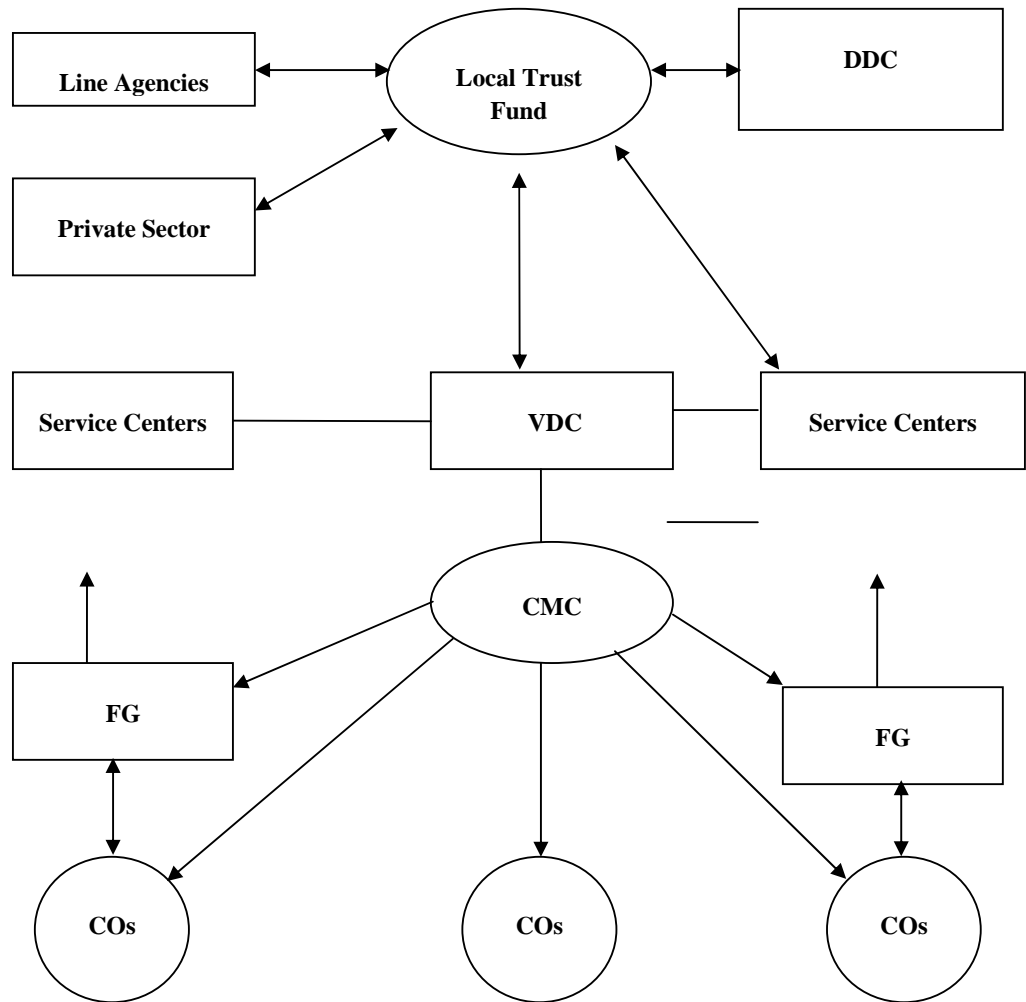 Line Agencies
Local Trust
Fund
DDC
Private Sector
Service Centers
VDC
Service Centers
CMC
FG
FG
COs
COs
COs